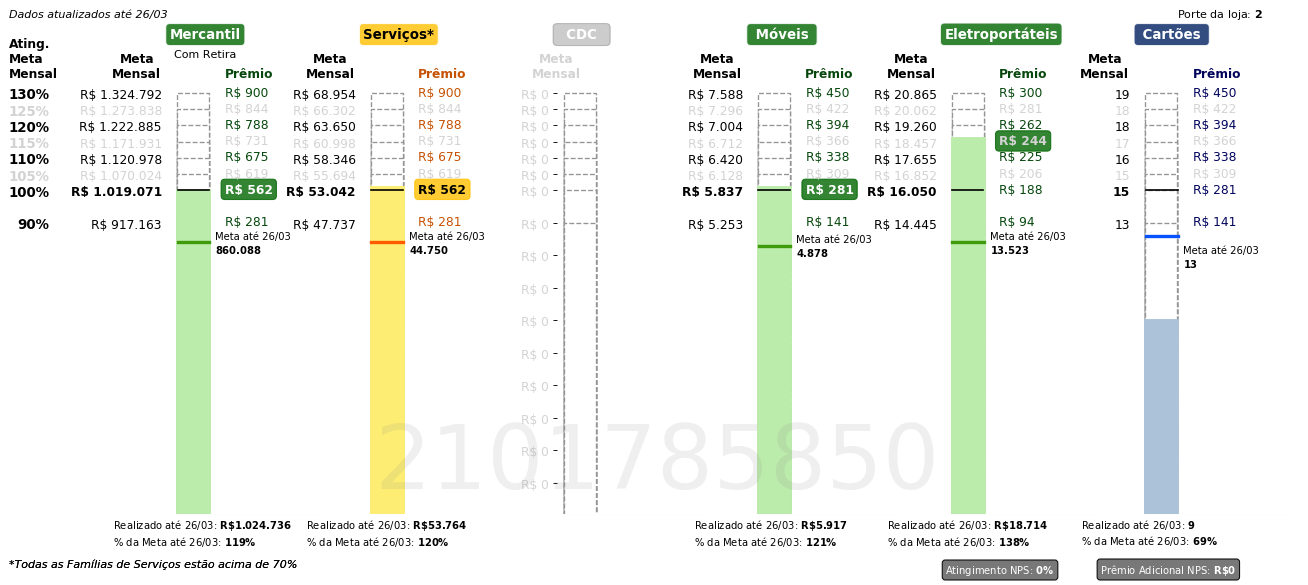 Dados atualizados até 26/03
Porte da loja: 2
Mercantil Serviços* CDC Móveis Eletroportáteis Cartões
Com Retira
Ating. Meta Mensal
Meta Mensal Prêmio Meta Mensal Prêmio Meta Mensal Meta Mensal Prêmio Meta Mensal Prêmio Meta Mensal Prêmio
130% R$ 1.324.792 R$ 900 R$ 68.954 R$ 900 R$ 0 R$ 7.588 R$ 450 R$ 20.865 R$ 300 19 R$ 450
125% R$ 1.273.838 R$ 844 R$ 66.302 R$ 844 R$ 0 R$ 7.296 R$ 422 R$ 20.062 R$ 281 18 R$ 422
120% R$ 1.222.885 R$ 788 R$ 63.650 R$ 788 R$ 0 R$ 7.004 R$ 394 R$ 19.260 R$ 262 18 R$ 394
115% R$ 1.171.931 R$ 731 R$ 60.998 R$ 731 R$ 0 R$ 6.712 R$ 366 R$ 18.457 R$ 244 17 R$ 366
110% R$ 1.120.978 R$ 675 R$ 58.346 R$ 675 R$ 0 R$ 6.420 R$ 338 R$ 17.655 R$ 225 16 R$ 338
105% R$ 1.070.024 R$ 619 R$ 55.694 R$ 619 R$ 0 R$ 6.128 R$ 309 R$ 16.852 R$ 206 15 R$ 309
100% R$ 1.019.071 R$ 562 R$ 53.042 R$ 562 R$ 0 R$ 5.837 R$ 281 R$ 16.050 R$ 188 15 R$ 281
90% R$ 917.163 R$ 281 R$ 47.737 R$ 281 R$ 0 R$ 5.253 R$ 141 R$ 14.445 R$ 94 13 R$ 141
Meta até 26/03 Meta até 26/03 Meta até 26/03 Meta até 26/03 Meta até 26/03
860.088 44.750 4.878 13.523 13
R$ 0
R$ 0
R$ 0
R$ 0
R$ 0
R$ 0
R$ 0
R$ 0
2101785850
Realizado até 26/03: R$1.024.736 Realizado até 26/03: R$53.764 Realizado até 26/03: R$5.917 Realizado até 26/03: R$18.714 Realizado até 26/03: 9
% da Meta até 26/03: 119% % da Meta até 26/03: 120% % da Meta até 26/03: 121% % da Meta até 26/03: 138% % da Meta até 26/03: 69%
*Todas as Famílias de Serviços estão acima de 70%
Atingimento NPS: 0% Prêmio Adicional NPS: R$0